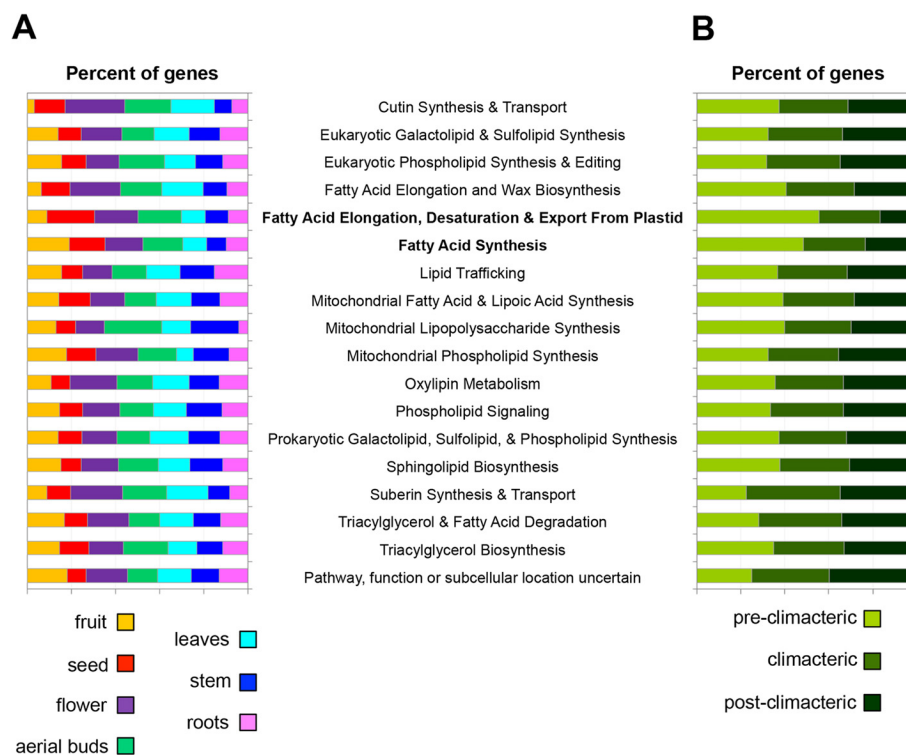 A
B
Percent of genes
Percent of genes
Cutin Synthesis & Transport
Eukaryotic Galactolipid & Sulfolipid Synthesis
Eukaryotic Phospholipid Synthesis & Editing
Fatty Acid Elongation and Wax Biosynthesis
Fatty Acid Elongation, Desaturation & Export From Plastid
Fatty Acid Synthesis
Lipid Trafficking
Mitochondrial Fatty Acid & Lipoic Acid Synthesis
Mitochondrial Lipopolysaccharide Synthesis
Mitochondrial Phospholipid Synthesis
Oxylipin Metabolism
Phospholipid Signaling
Prokaryotic Galactolipid, Sulfolipid, & Phospholipid Synthesis
Sphingolipid Biosynthesis
Suberin Synthesis & Transport
Triacylglycerol & Fatty Acid Degradation
Triacylglycerol Biosynthesis
Pathway, function or subcellular location uncertain
fruit
seed
flower
aerial buds
leaves
stem
roots
pre-climacteric
climacteric
post-climacteric